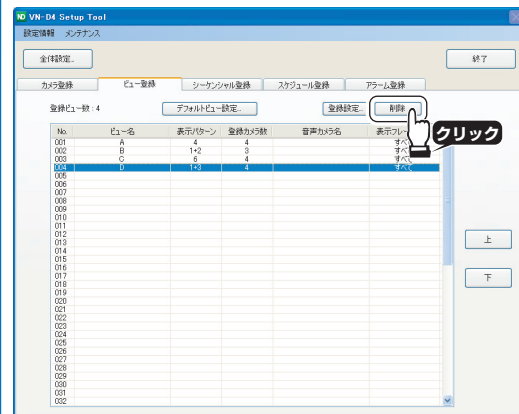 VN-D4 Setup Tool
設定情報 メンテナンス
全体設定... 終了
カメラ登録 ビュー登録 シーケンシャル登録 スケジュール登録 アラーム登録
登録ビュー数 : 4 デフォルトビュー設定... 登録設定... 削除
クリック
No. ビュー名 表示パターン 登録カメラ数 音声カメラ名 表示フレー
001 A 4 4 すべて
002 B 1+2 3 すべて
003 C 6 4 すべて
004 D 1+3 4 すべて
005
006
007
008
009
010
011
012
013
014
015
016
017
018
019
020
021
022
023
024
025
026
027
028
029
030
031
032
上
下